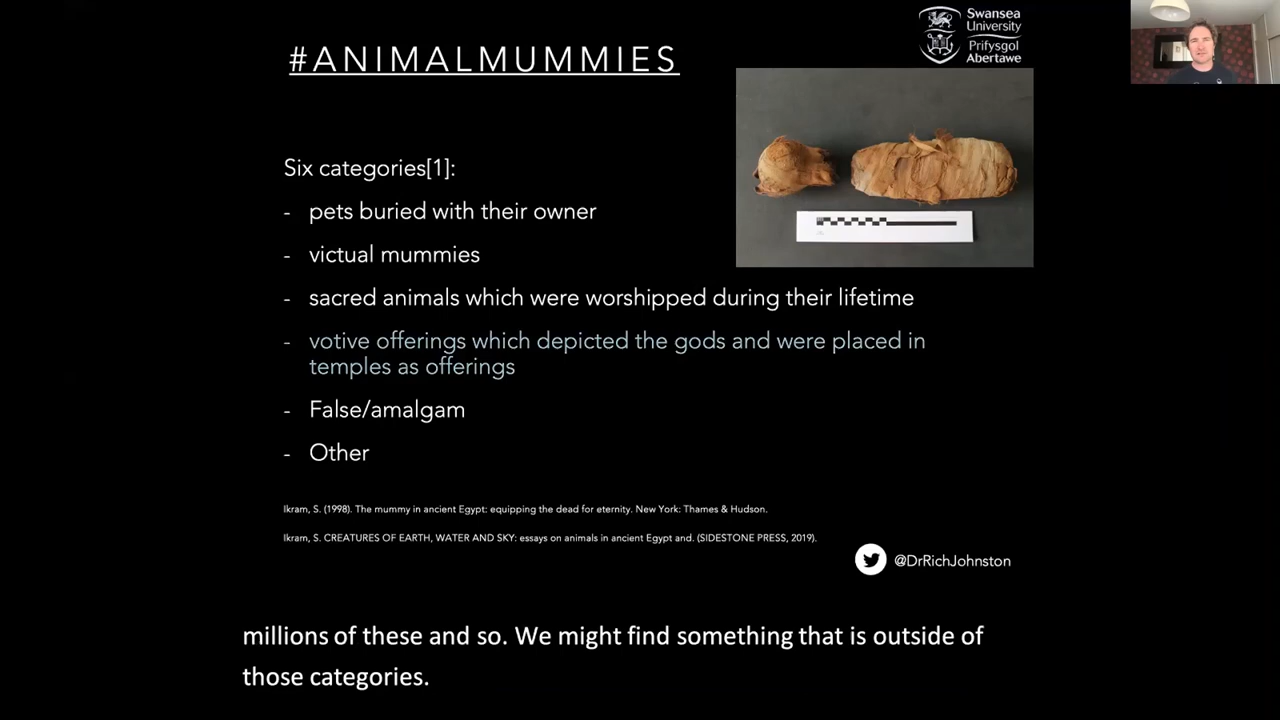 Swansea
University
Prifysgol
Abertawe
#ANIMALMUMMIES
Six categories[1]:
- pets buried with their owner
- victual mummies
- sacred animals which were worshipped during their lifetime
- votive offerings which depicted the gods and were placed in
temples as offerings
- False/amalgam
- Other
Ikram, S. (1998). The mummy in ancient Egypt: equipping the dead for eternity. New York: Thames & Hudson.
Ikram, S. CREATURES OF EARTH, WATER AND SKY: essays on animals in ancient Egypt and. (SIDESTONE PRESS, 2019).
@DrRichJohnston
millions of these and so. We might find something that is outside of
those categories.